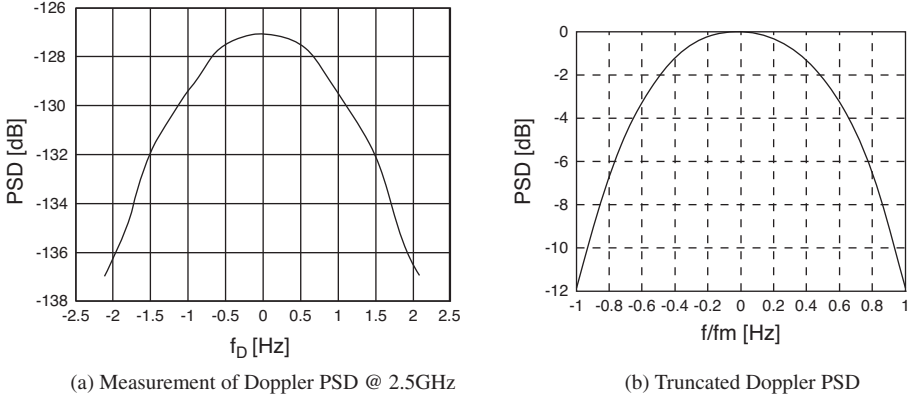 -126
-127
-130
-132
-134
-136
-138
PSD [dB]
-2.5 -2 -1.5 -1 -0.5 0 0.5 1 1.5 2 2.5
f_D [Hz]
(a) Measurement of Doppler PSD @ 2.5GHz
0
-2
-4
-6
-8
-10
-12
PSD [dB]
-1 -0.8 -0.6 -0.4 -0.2 0 0.2 0.4 0.6 0.8 1
f/fm [Hz]
(b) Truncated Doppler PSD